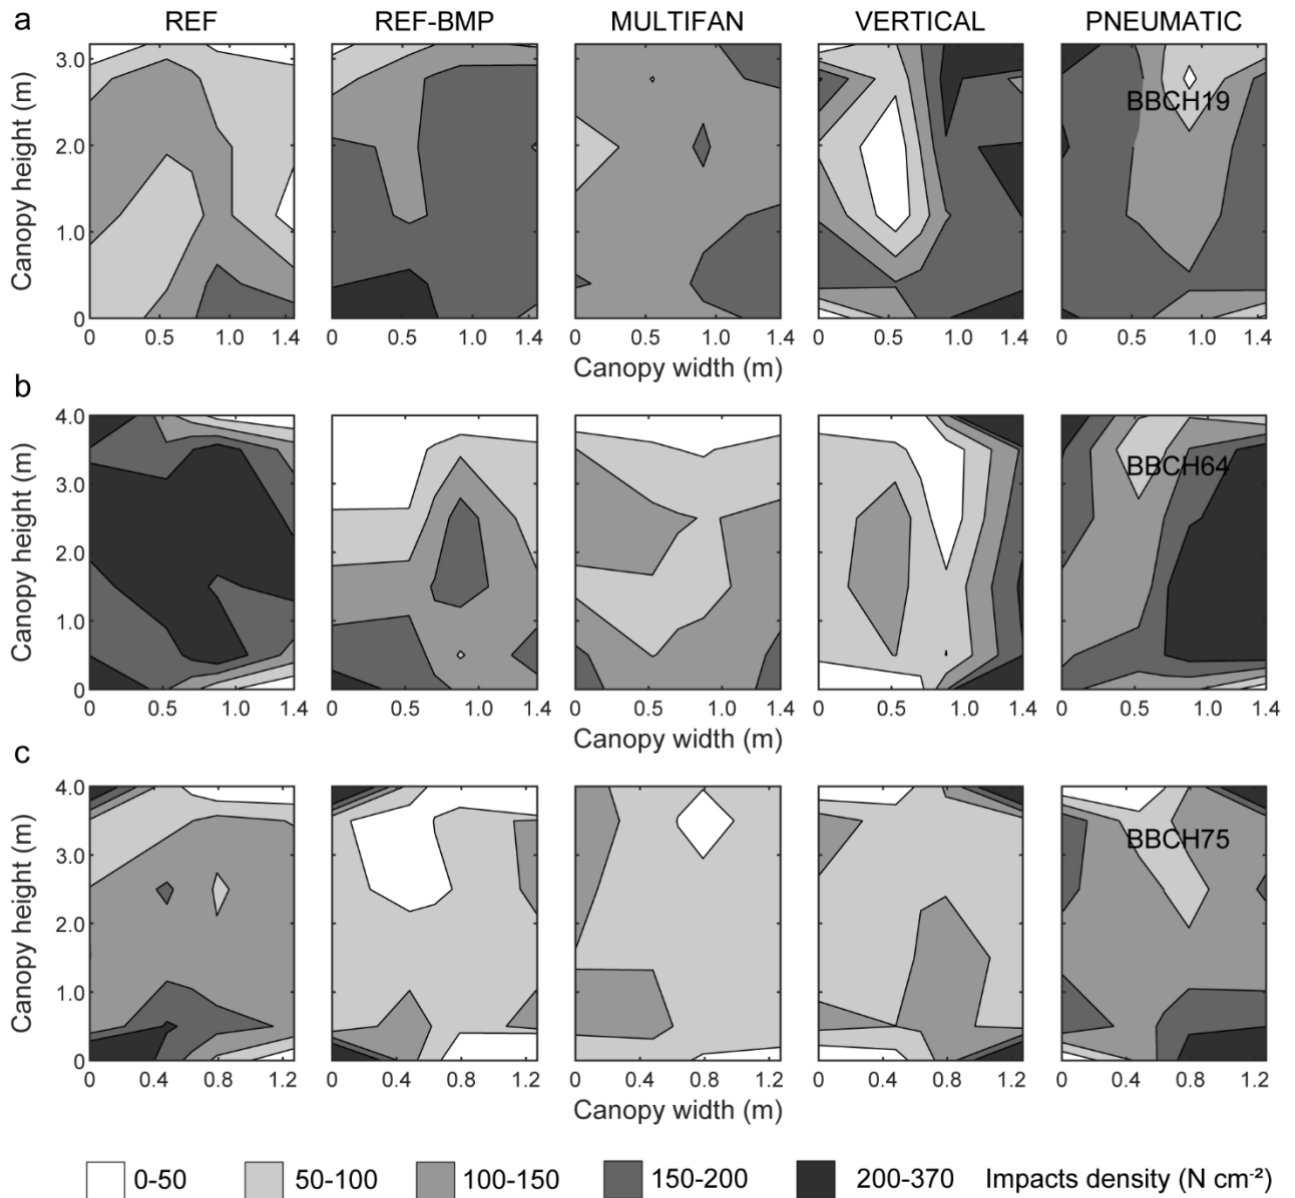 a REF REF-BMP MULTIFAN VERTICAL PNEUMATIC
Canopy height (m)
3.0
2.0
1.0
0
BBCH19
0 0.5 1.0 1.4 0 0.5 1.0 1.4 0 0.5 1.0 1.4 0 0.5 1.0 1.4 0 0.5 1.0 1.4
Canopy width (m)
b
Canopy height (m)
4.0
3.0
2.0
1.0
0
BBCH64
0 0.5 1.0 1.4 0 0.5 1.0 1.4 0 0.5 1.0 1.4 0 0.5 1.0 1.4 0 0.5 1.0 1.4
Canopy width (m)
c
Canopy height (m)
4.0
3.0
2.0
1.0
0
BBCH75
0 0.4 0.8 1.2 0 0.4 0.8 1.2 0 0.4 0.8 1.2 0 0.4 0.8 1.2 0 0.4 0.8 1.2
Canopy width (m)
0-50 50-100 100-150 150-200 200-370 Impacts density (N cm⁻²)